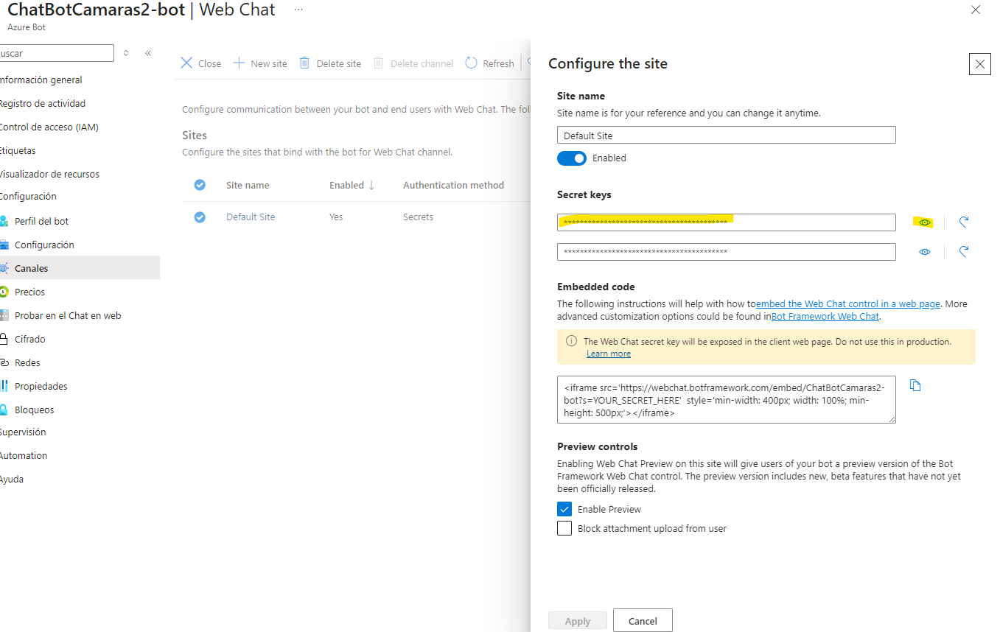 ChatBotCamaras2-bot | Web Chat ...
Azure Bot
uscar
nformación general
Registro de actividad
Control de acceso (IAM)
Etiquetas
Visualizador de recursos
Configuración
Perfil del bot
Configuración
Canales
Precios
Probar en el Chat en web
Cifrado
Redes
Propiedades
Bloqueos
Supervisión
Automation
Ayuda
Close New site Delete site Delete channel Refresh
Configure communication between your bot and end users with Web Chat. The fol
Sites
Configure the sites that bind with the bot for Web Chat channel.
Site name Enabled ↓ Authentication method
Default Site Yes Secrets
Configure the site
Site name
Site name is for your reference and you can change it anytime.
Default Site
Enabled
Secret keys
*******************************************
*******************************************
Embedded code
The following instructions will help with how toembed the Web Chat control in a web page. More
advanced customization options could be found inBot Framework Web Chat.
The Web Chat secret key will be exposed in the client web page. Do not use this in production.
Learn more
<iframe src='https://webchat.botframework.com/embed/ChatBotCamaras2-
bot?s=YOUR_SECRET_HERE'  style='min-width: 400px; width: 100%; min-
height: 500px;'></iframe>
Preview controls
Enabling Web Chat Preview on this site will give users of your bot a preview version of the Bot
Framework Web Chat control. The preview version includes new, beta features that have not yet
been officially released.
Enable Preview
Block attachment upload from user
Apply Cancel